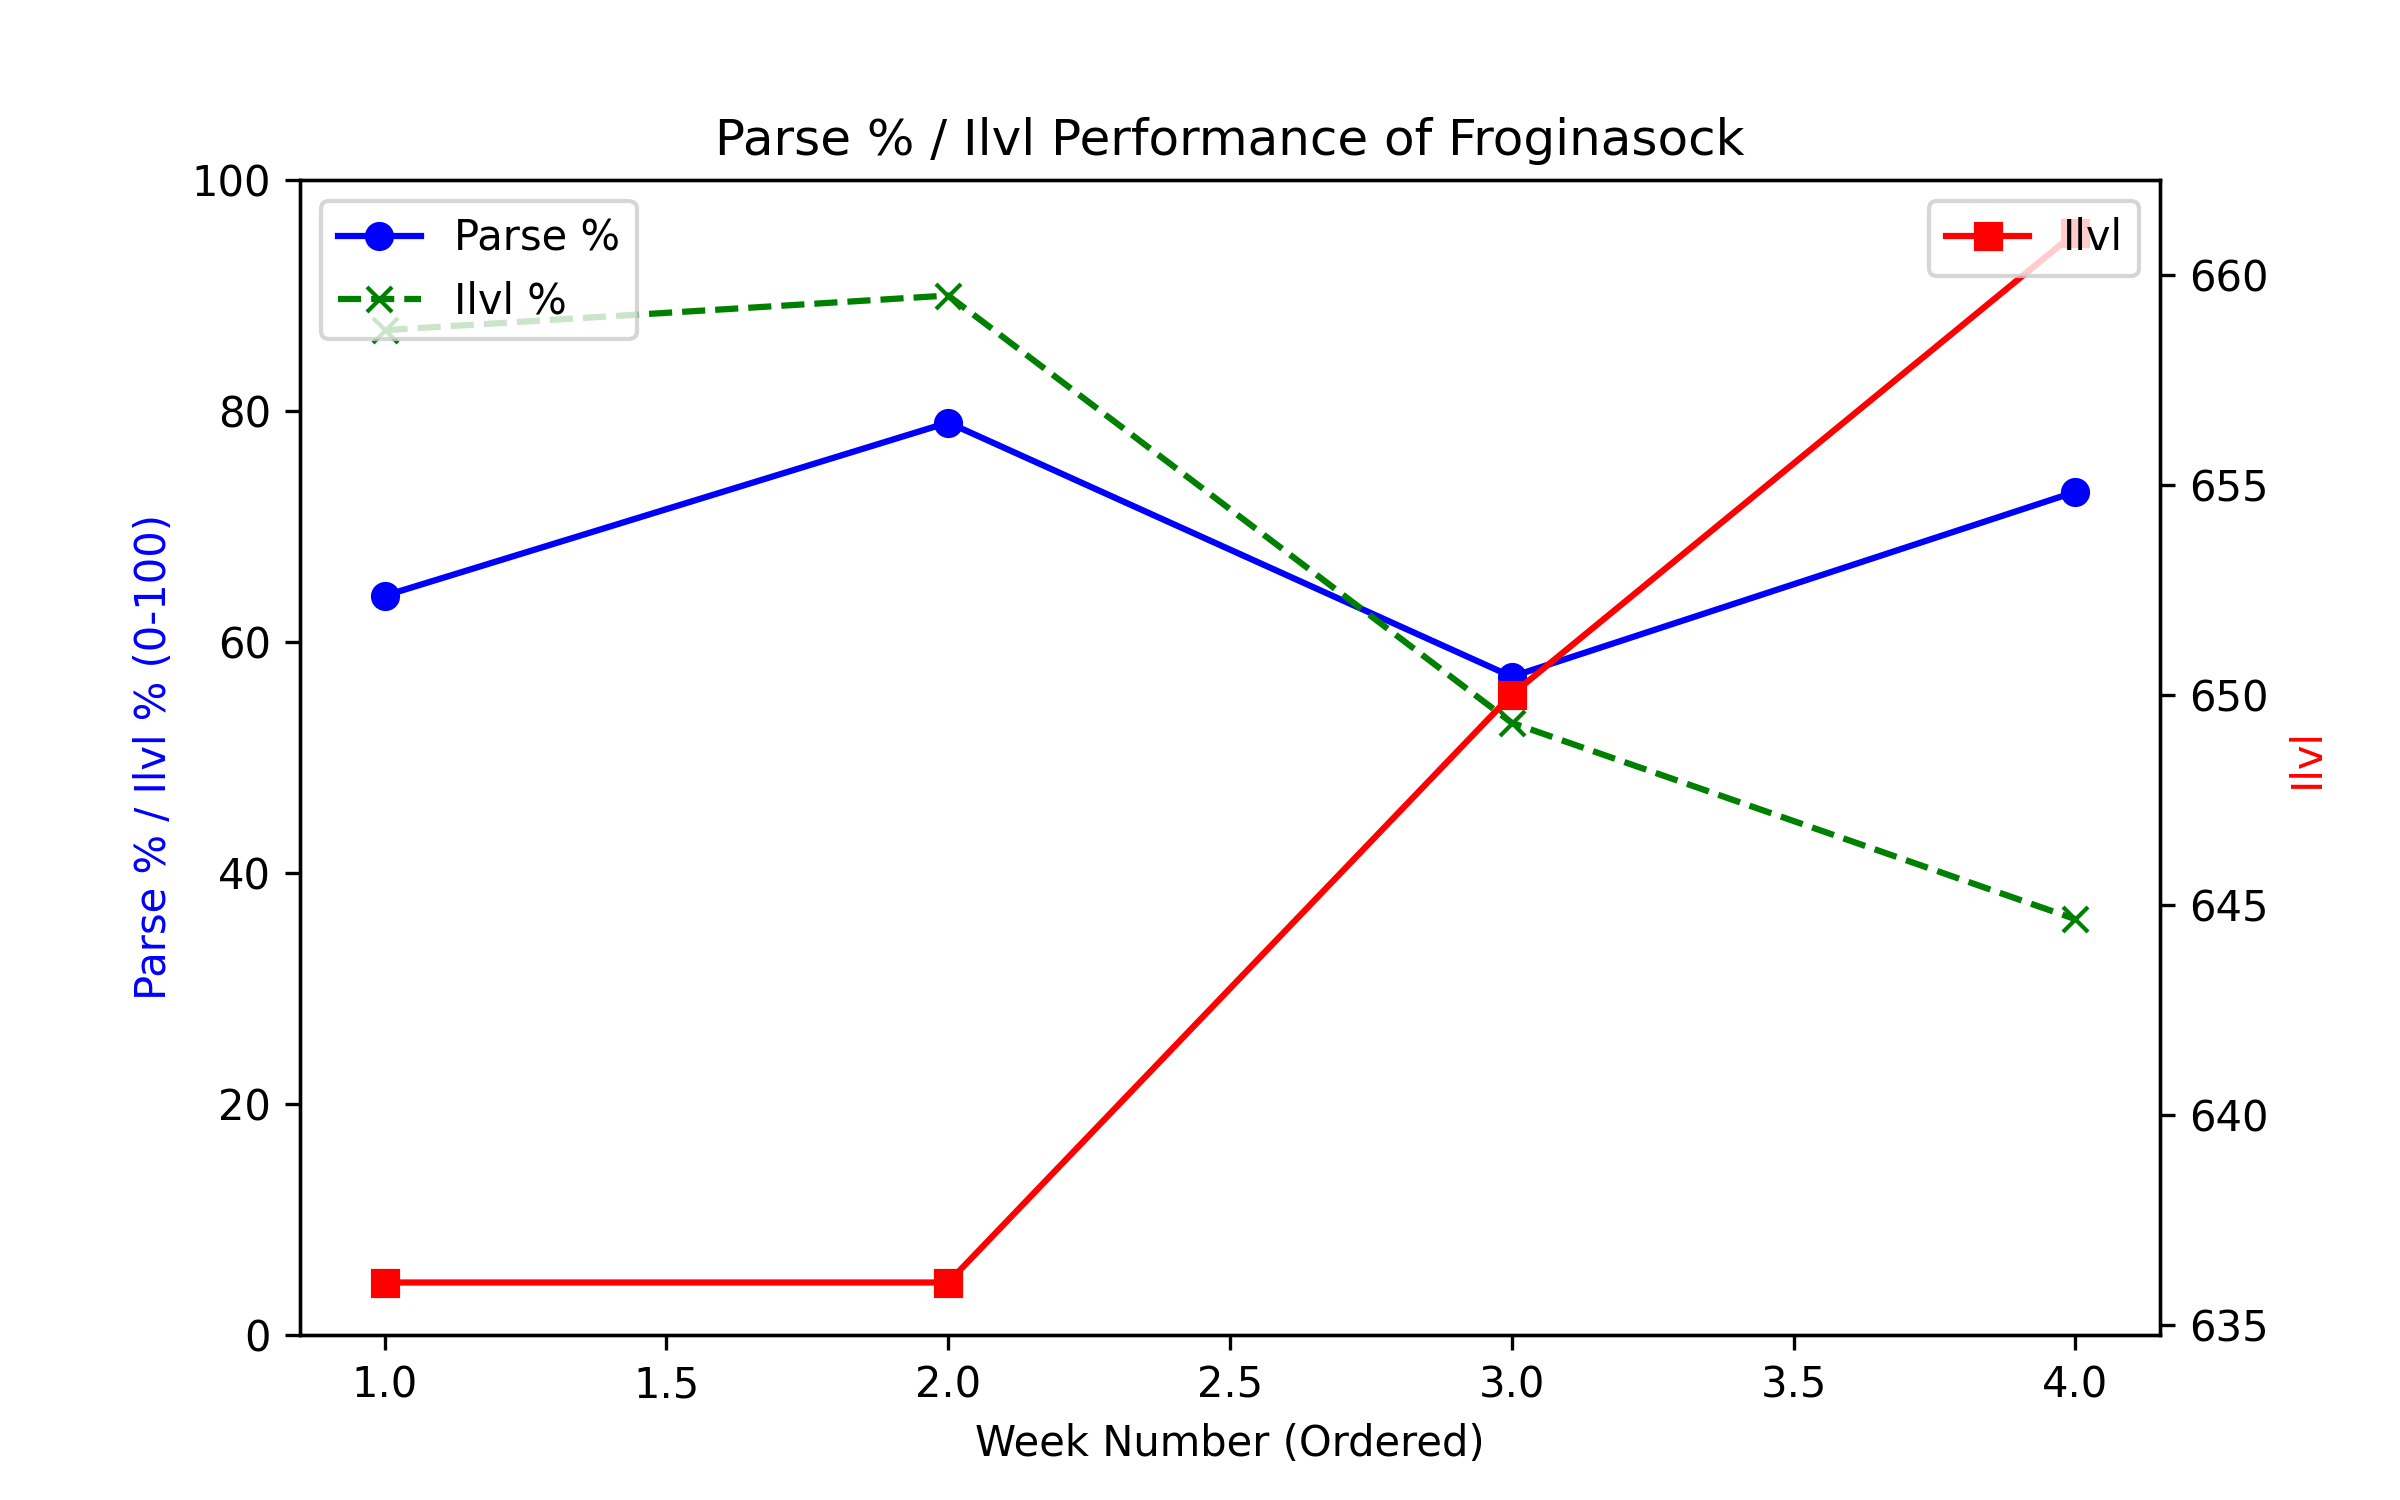 Parse % / Ilvl Performance of Froginasock
Parse %
Ilvl %
Ilvl
100
80
60
40
20
0
Parse % / Ilvl % (0-100)
660
655
650
645
640
635
Ilvl
1.0 1.5 2.0 2.5 3.0 3.5 4.0
Week Number (Ordered)